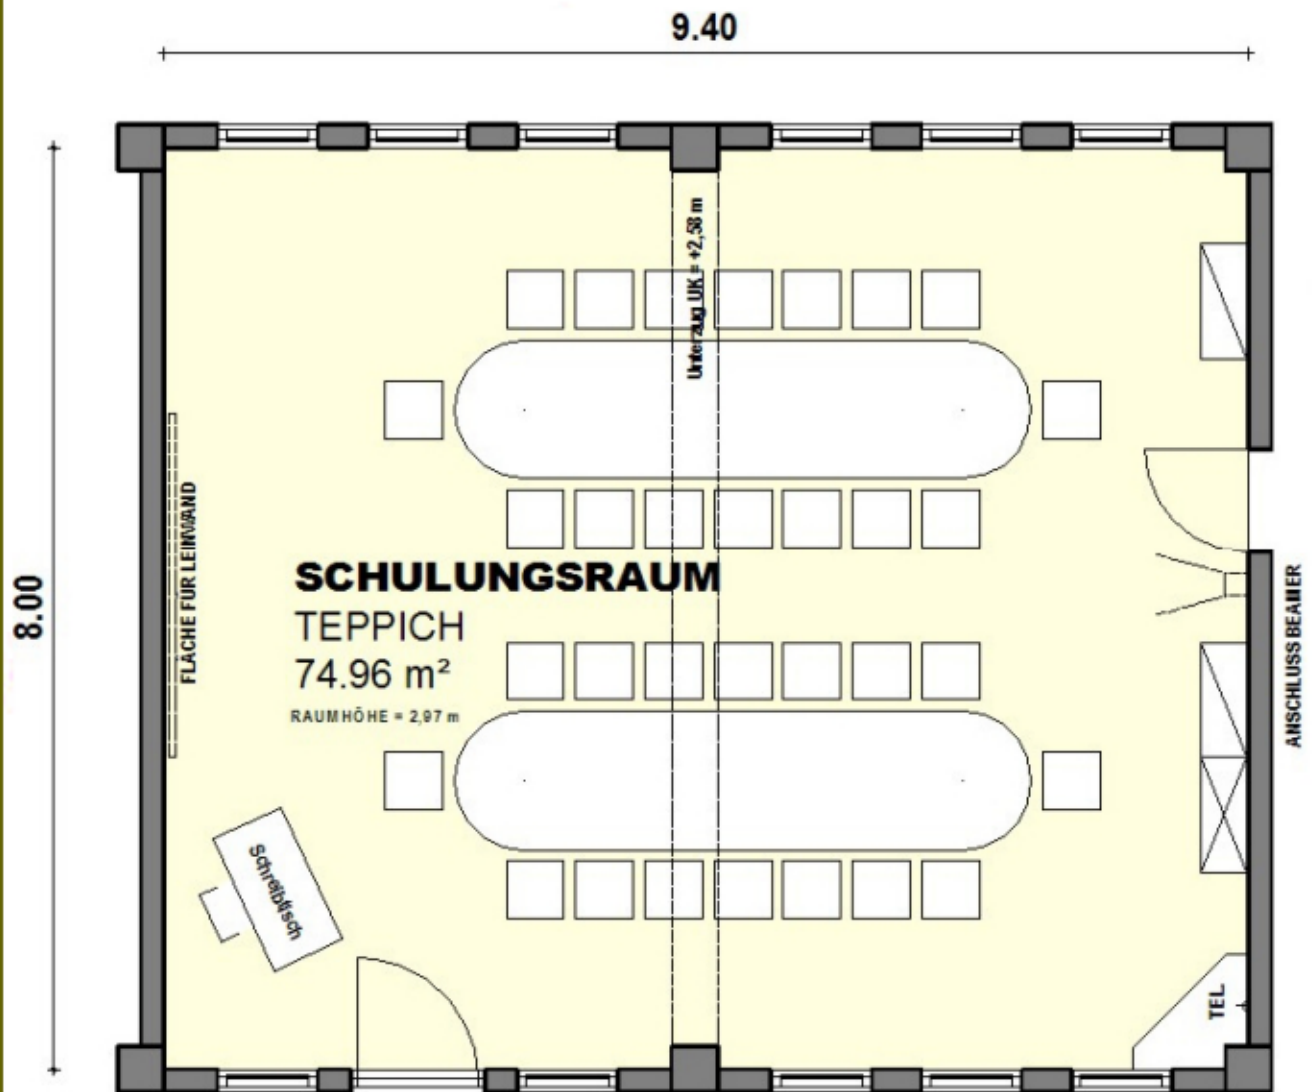 9.40
8.00
Unterzug UK = +2,58 m
FLÄCHE FÜR LEINWAND
SCHULUNGSRAUM
TEPPICH
74.96 m²
RAUMHÖHE = 2,97 m
ANSCHLUSS BEAMER
Schreibtisch
TEL